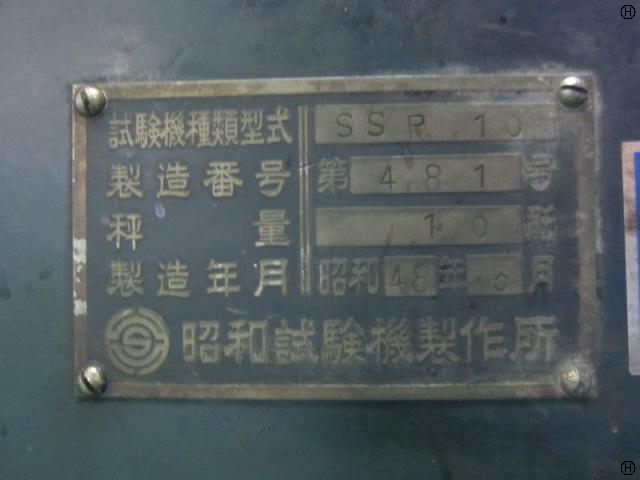 試験機種類型式 SSR 10
製造番号 第 481 号
秤量 10
製造年月 昭和 48 年 月
昭和試験機製作所
H
H